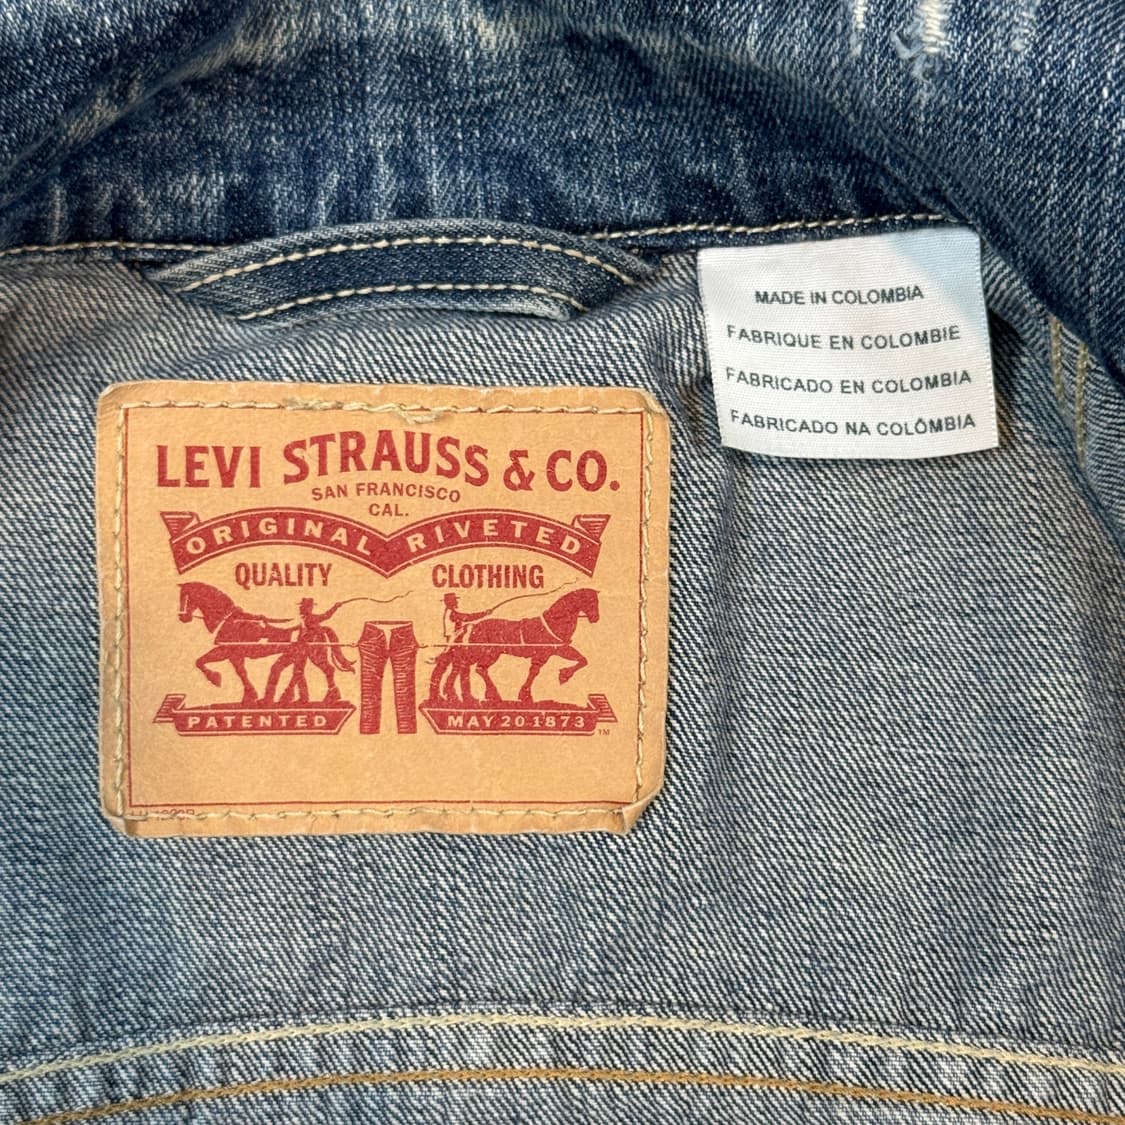 LEVI STRAUSS & CO.
SAN FRANCISCO
CAL.
ORIGINAL RIVETED
QUALITY CLOTHING
PATENTED MAY 20 1873
TM
MADE IN COLOMBIA
FABRIQUE EN COLOMBIE
FABRICADO EN COLOMBIA
FABRICADO NA COLÔMBIA